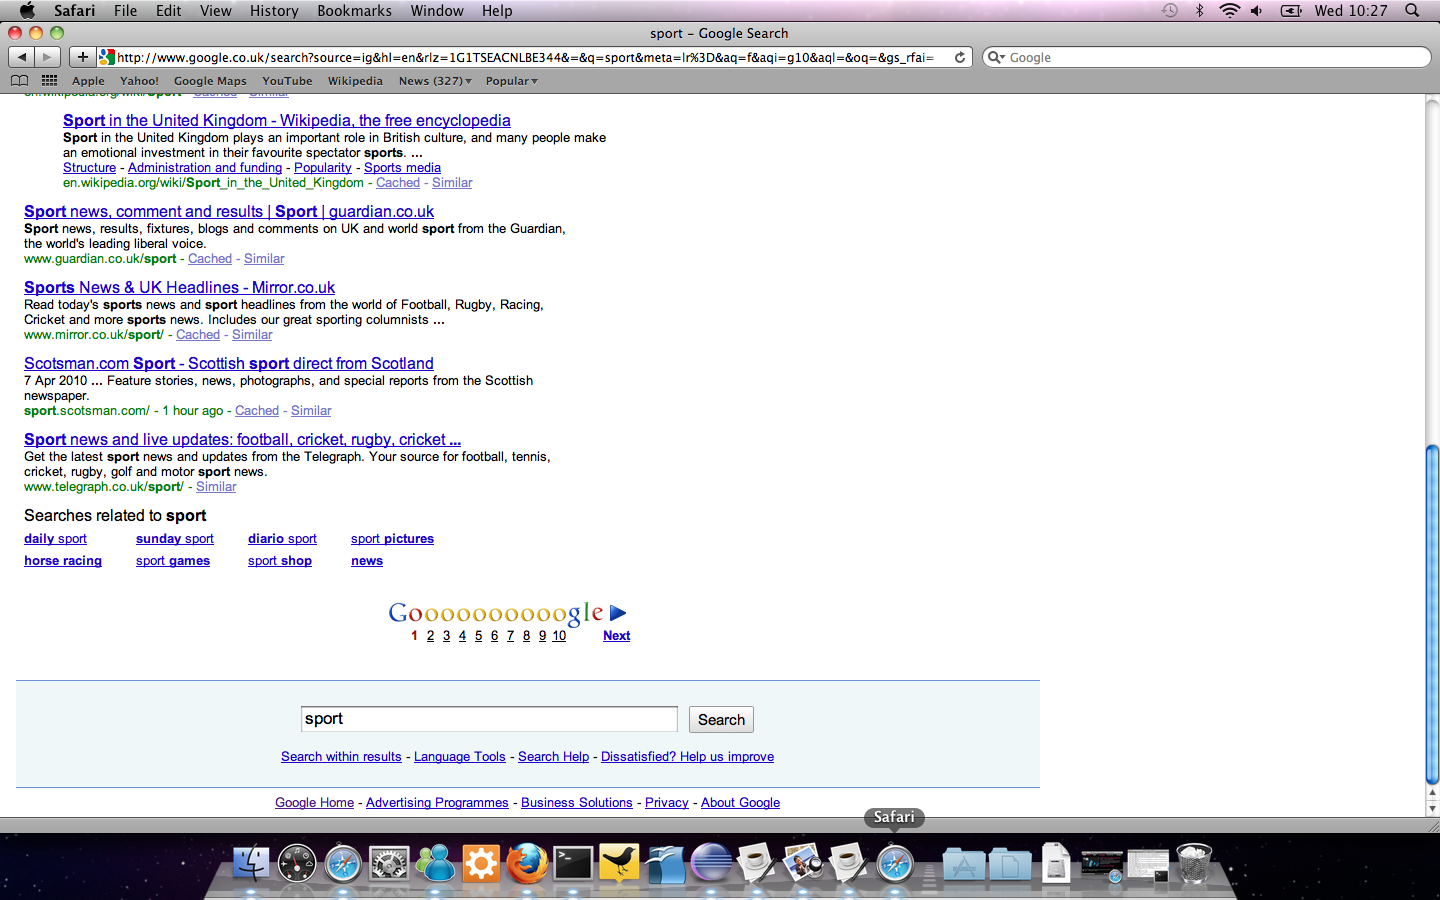 Safari File Edit View History Bookmarks Window Help Wed 10:27
sport – Google Search
http://www.google.co.uk/search?source=ig&hl=en&rlz=1G1TSEACNLBE344&=&q=sport&meta=lr%3D&aq=f&aqi=g10&aql=&oq=&gs_rfai= Google
Apple Yahoo! Google Maps YouTube Wikipedia News (327) Popular
en.wikipedia.org/wiki/Sport - Cached - Similar
Sport in the United Kingdom - Wikipedia, the free encyclopedia
Sport in the United Kingdom plays an important role in British culture, and many people make
an emotional investment in their favourite spectator sports. ...
Structure - Administration and funding - Popularity - Sports media
en.wikipedia.org/wiki/Sport_in_the_United_Kingdom - Cached - Similar
Sport news, comment and results | Sport | guardian.co.uk
Sport news, results, fixtures, blogs and comments on UK and world sport from the Guardian,
the world's leading liberal voice.
www.guardian.co.uk/sport - Cached - Similar
Sports News & UK Headlines - Mirror.co.uk
Read today's sports news and sport headlines from the world of Football, Rugby, Racing,
Cricket and more sports news. Includes our great sporting columnists ...
www.mirror.co.uk/sport/ - Cached - Similar
Scotsman.com Sport - Scottish sport direct from Scotland
7 Apr 2010 ... Feature stories, news, photographs, and special reports from the Scottish
newspaper.
sport.scotsman.com/ - 1 hour ago - Cached - Similar
Sport news and live updates: football, cricket, rugby, cricket ...
Get the latest sport news and updates from the Telegraph. Your source for football, tennis,
cricket, rugby, golf and motor sport news.
www.telegraph.co.uk/sport/ - Similar
Searches related to sport
daily sport sunday sport diario sport sport pictures
horse racing sport games sport shop news
Goooooooooogle
1 2 3 4 5 6 7 8 9 10 Next
sport Search
Search within results - Language Tools - Search Help - Dissatisfied? Help us improve
Google Home - Advertising Programmes - Business Solutions - Privacy - About Google
Safari